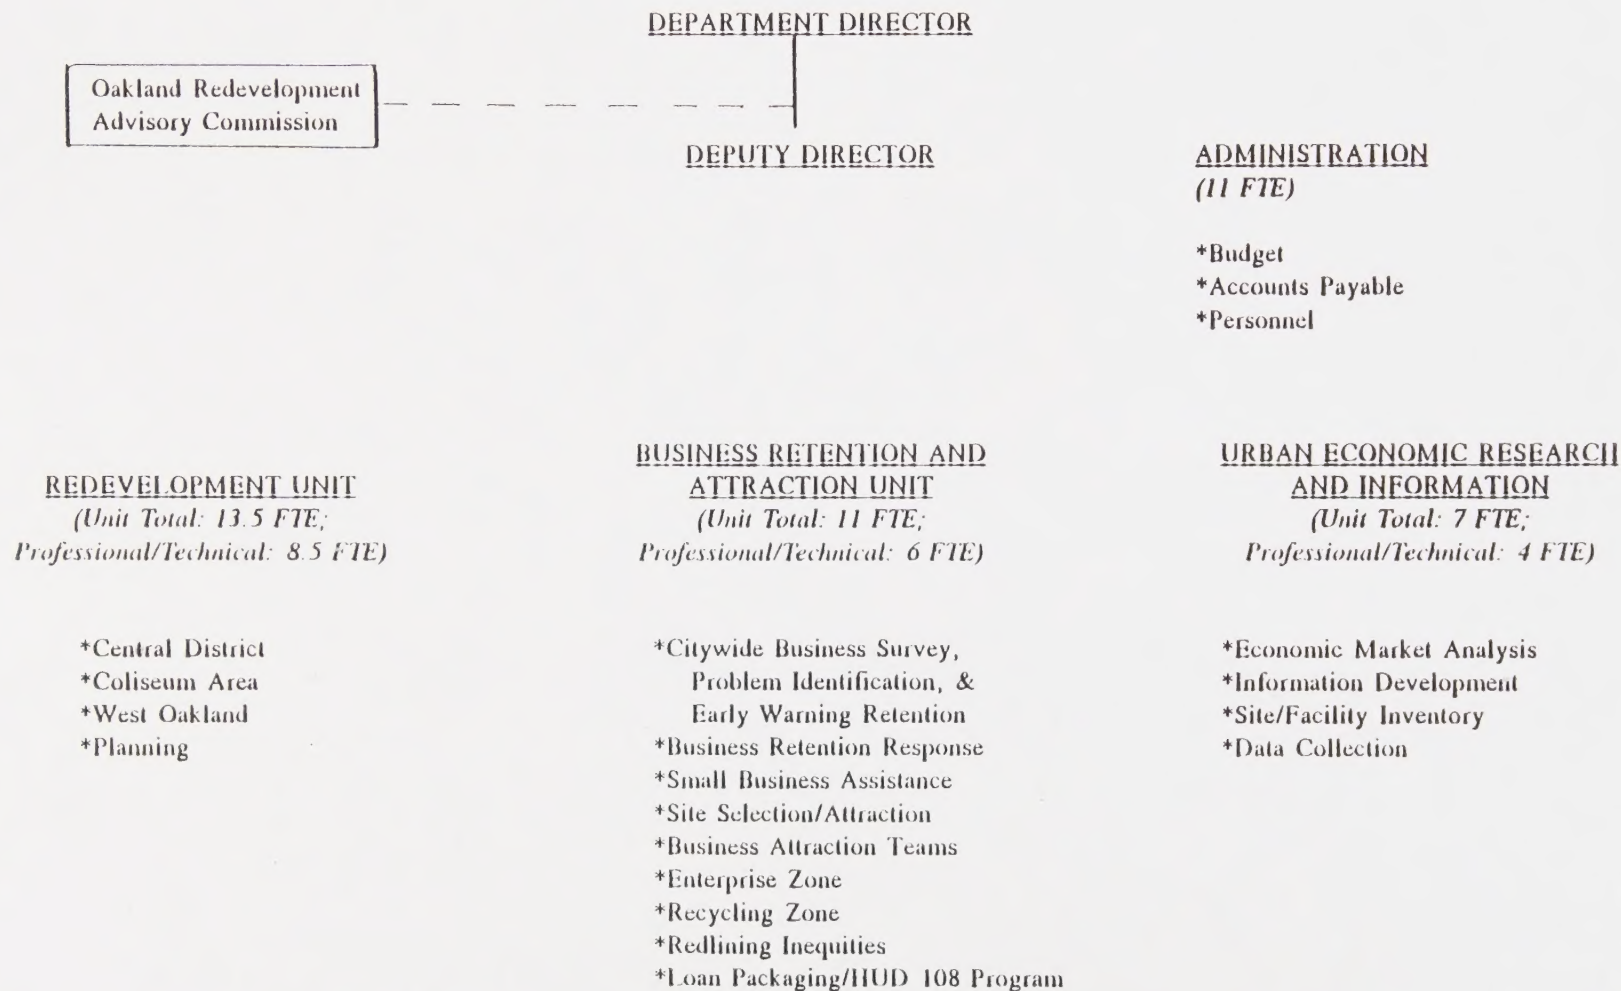 DEPARTMENT DIRECTOR
Oakland Redevelopment
Advisory Commission
DEPUTY DIRECTOR
ADMINISTRATION
(11 FTE)
*Budget
*Accounts Payable
*Personnel
REDEVELOPMENT UNIT
(Unit Total: 13.5 FTE;
Professional/Technical: 8.5 FTE)
*Central District
*Coliseum Area
*West Oakland
*Planning
BUSINESS RETENTION AND
ATTRACTION UNIT
(Unit Total: 11 FTE;
Professional/Technical: 6 FTE)
*Citywide Business Survey,
Problem Identification, &
Early Warning Retention
*Business Retention Response
*Small Business Assistance
*Site Selection/Attraction
*Business Attraction Teams
*Enterprise Zone
*Recycling Zone
*Redlining Inequities
*Loan Packaging/HUD 108 Program
URBAN ECONOMIC RESEARCH
AND INFORMATION
(Unit Total: 7 FTE;
Professional/Technical: 4 FTE)
*Economic Market Analysis
*Information Development
*Site/Facility Inventory
*Data Collection